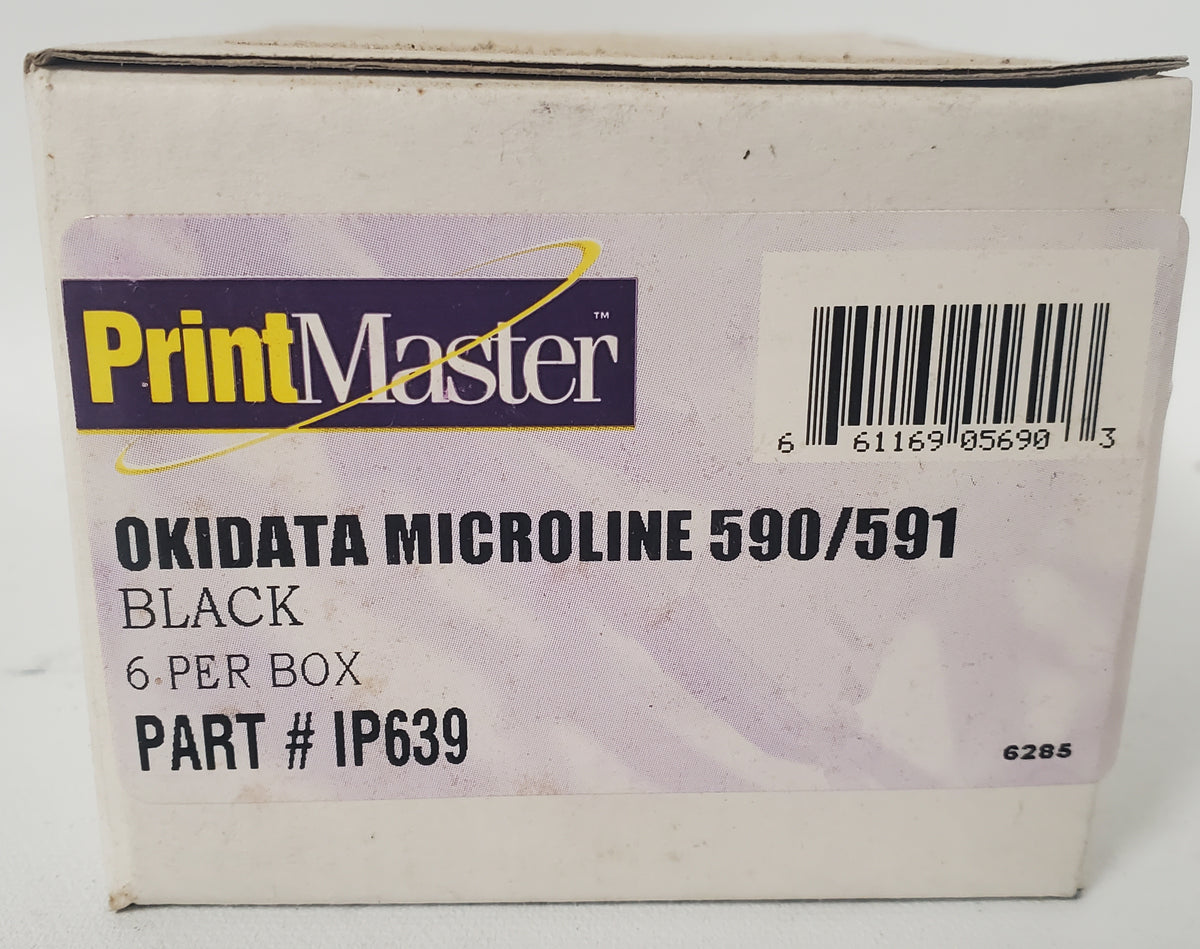 PrintMaster™
6 61169 05690 3
OKIDATA MICROLINE 590/591
BLACK
6 PER BOX
PART # IP639
6285